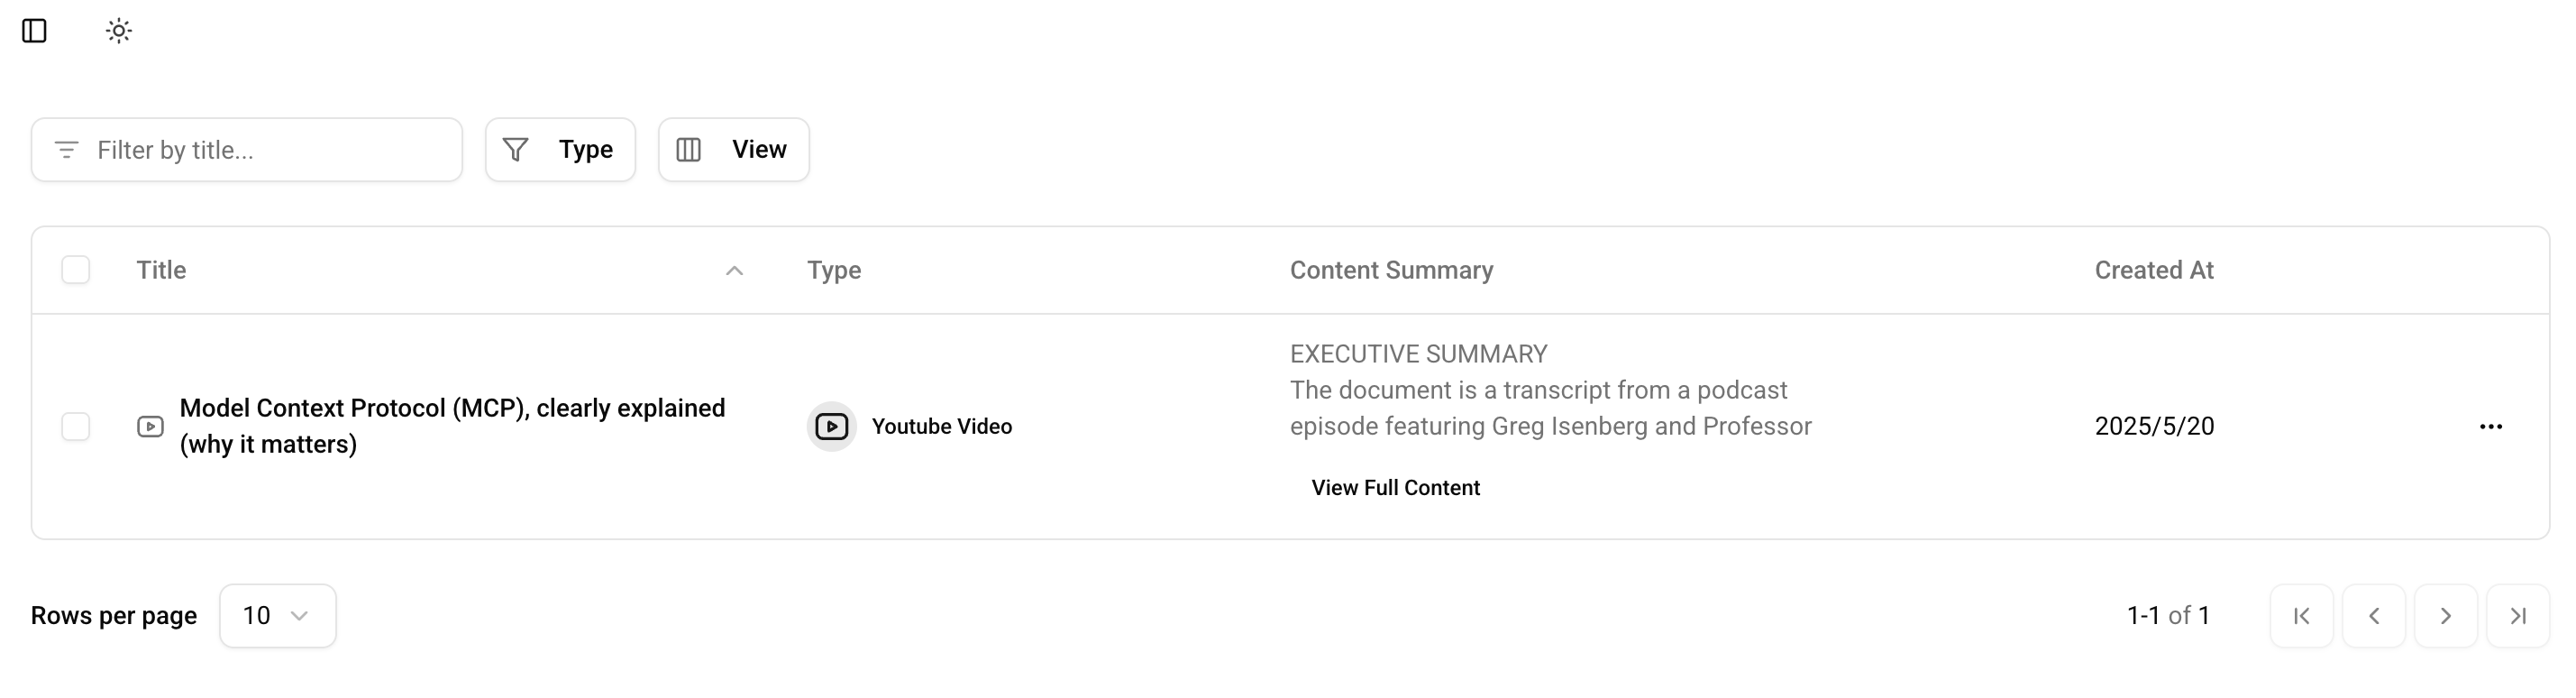 Filter by title...
Type
View
Title
Type
Content Summary
Created At
Model Context Protocol (MCP), clearly explained
(why it matters)
Youtube Video
EXECUTIVE SUMMARY
The document is a transcript from a podcast
episode featuring Greg Isenberg and Professor
View Full Content
2025/5/20
Rows per page
10
1-1 of 1